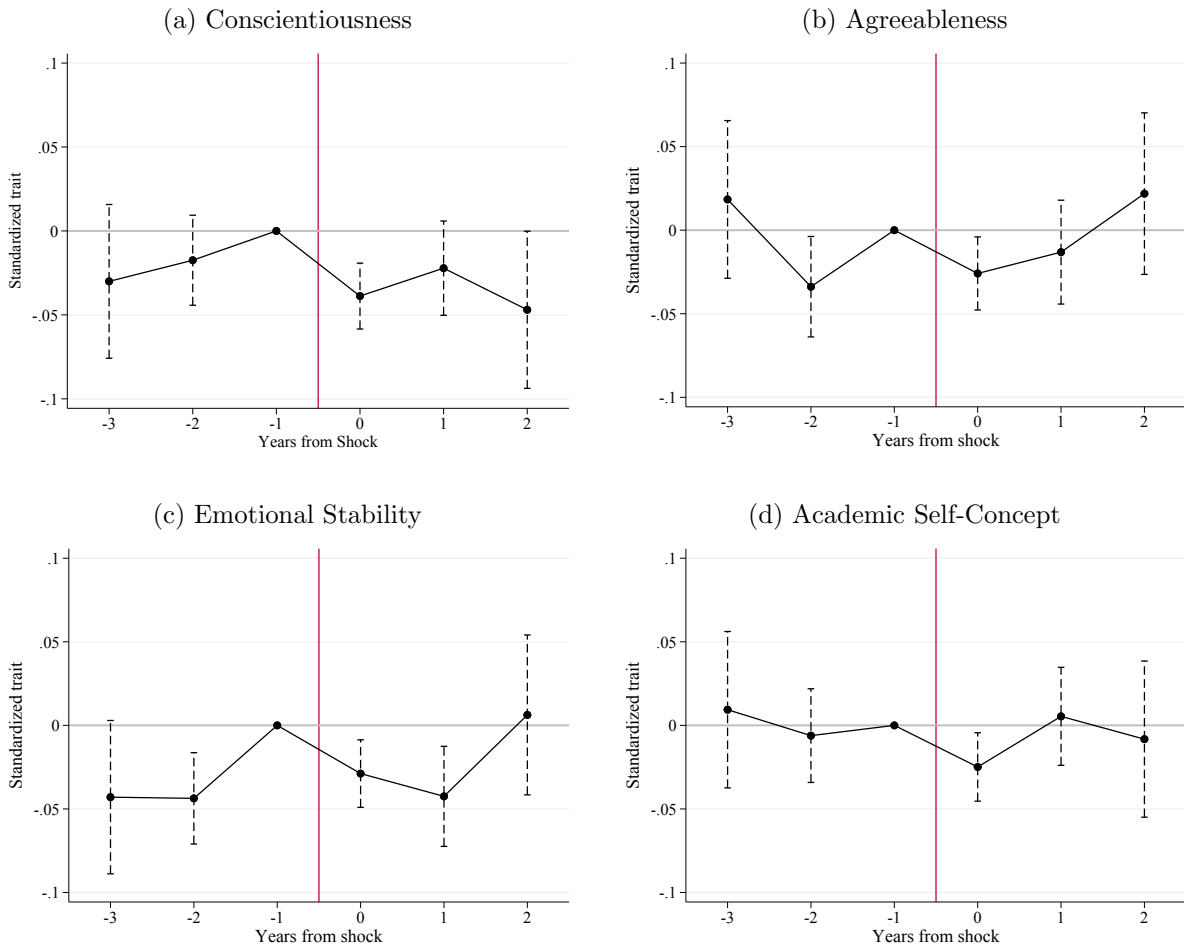 (a) Conscientiousness
.1
.05
0
-.05
-.1
Standardized trait
-3 -2 -1 0 1 2
Years from Shock
(b) Agreeableness
.1
.05
0
-.05
-.1
Standardized trait
-3 -2 -1 0 1 2
Years from shock
(c) Emotional Stability
.1
.05
0
-.05
-.1
Standardized trait
-3 -2 -1 0 1 2
Years from shock
(d) Academic Self-Concept
.1
.05
0
-.05
-.1
Standardized trait
-3 -2 -1 0 1 2
Years from shock